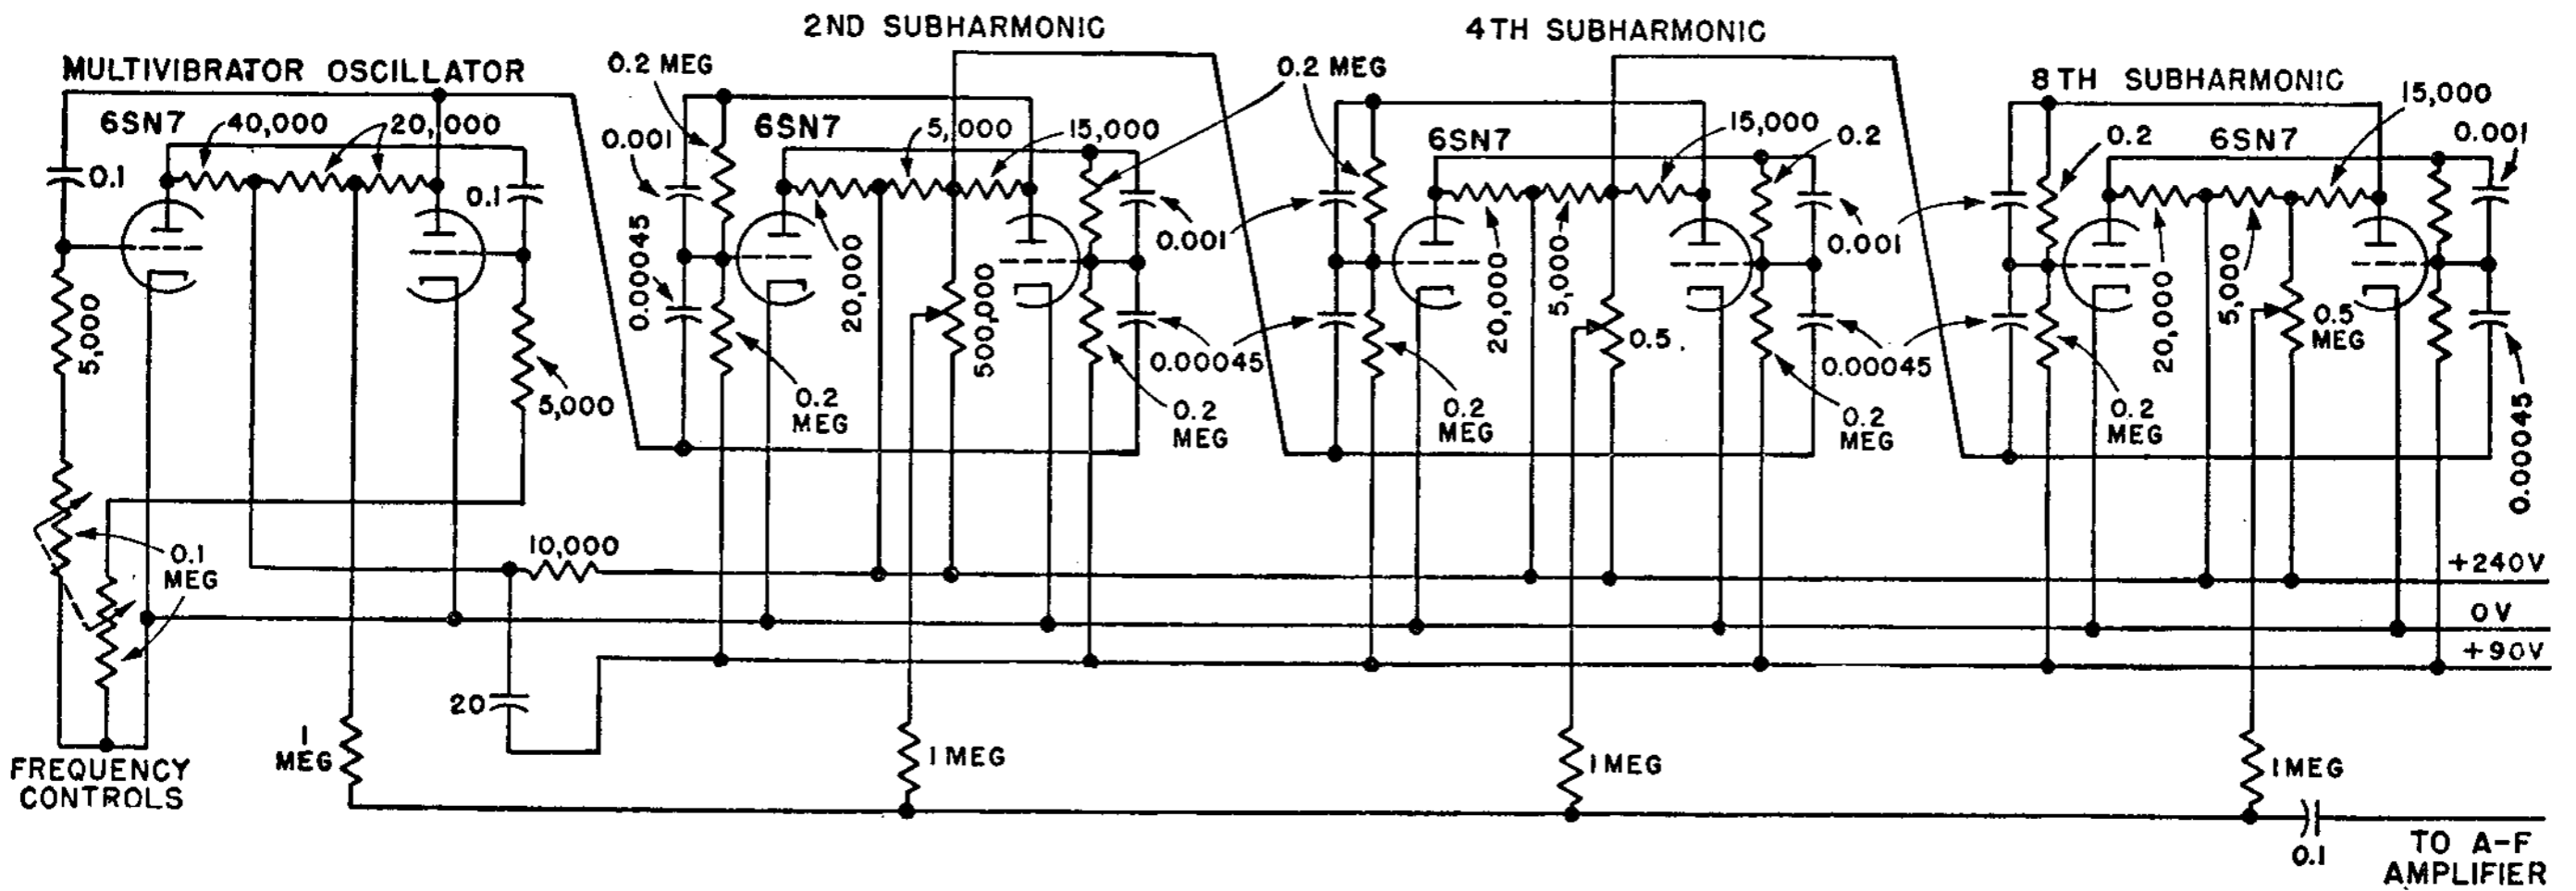 MULTIVIBRATOR OSCILLATOR
6SN7
40,000
20,000
0.1
0.1
5,000
5,000
0.1
MEG
FREQUENCY
CONTROLS
10,000
20
1
MEG
2ND SUBHARMONIC
0.2 MEG
0.001
0.00045
6SN7
5,000
15,000
20,000
500,000
0.2
MEG
0.2 MEG
0.001
0.00045
0.2
MEG
1 MEG
4TH SUBHARMONIC
6SN7
15,000
0.2
20,000
5,000
0.5
0.2
MEG
0.001
0.00045
0.2
MEG
1 MEG
8TH SUBHARMONIC
15,000
0.2
6SN7
0.001
20,000
5,000
0.5
MEG
0.2
MEG
0.00045
+240V
0V
+90V
1 MEG
0.1
TO A-F
AMPLIFIER